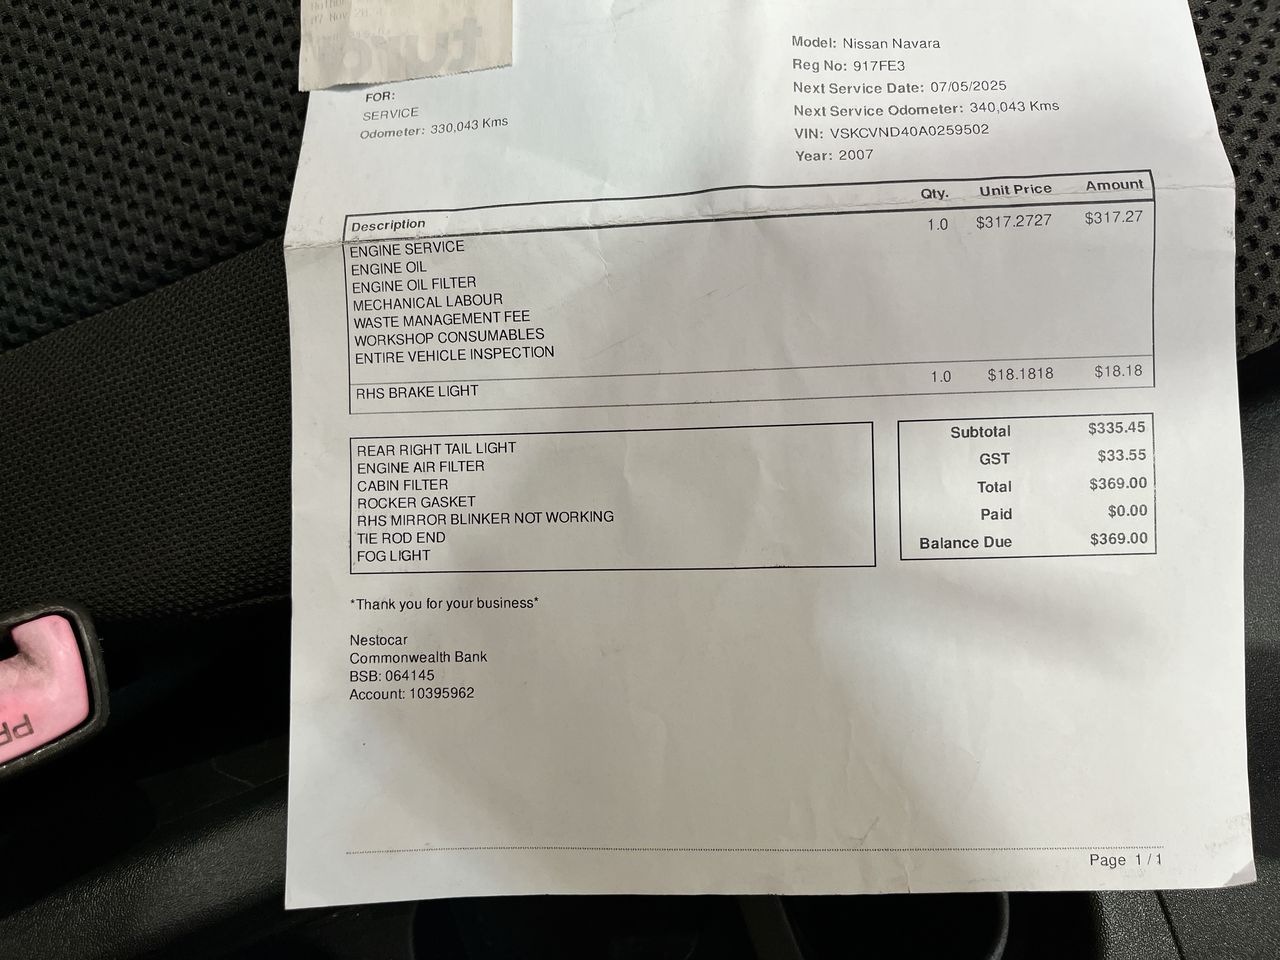 07 Nov
turo
Model: Nissan Navara
Reg No: 917FE3
Next Service Date: 07/05/2025
Next Service Odometer: 340,043 Kms
VIN: VSKCVND40A0259502
Year: 2007
FOR:
SERVICE
Odometer: 330,043 Kms
Description Qty. Unit Price Amount
ENGINE SERVICE 1.0 $317.2727 $317.27
ENGINE OIL
ENGINE OIL FILTER
MECHANICAL LABOUR
WASTE MANAGEMENT FEE
WORKSHOP CONSUMABLES
ENTIRE VEHICLE INSPECTION
RHS BRAKE LIGHT 1.0 $18.1818 $18.18
REAR RIGHT TAIL LIGHT
ENGINE AIR FILTER
CABIN FILTER
ROCKER GASKET
RHS MIRROR BLINKER NOT WORKING
TIE ROD END
FOG LIGHT
Subtotal $335.45
GST $33.55
Total $369.00
Paid $0.00
Balance Due $369.00
*Thank you for your business*
Nestocar
Commonwealth Bank
BSB: 064145
Account: 10395962
Page 1 / 1
PR